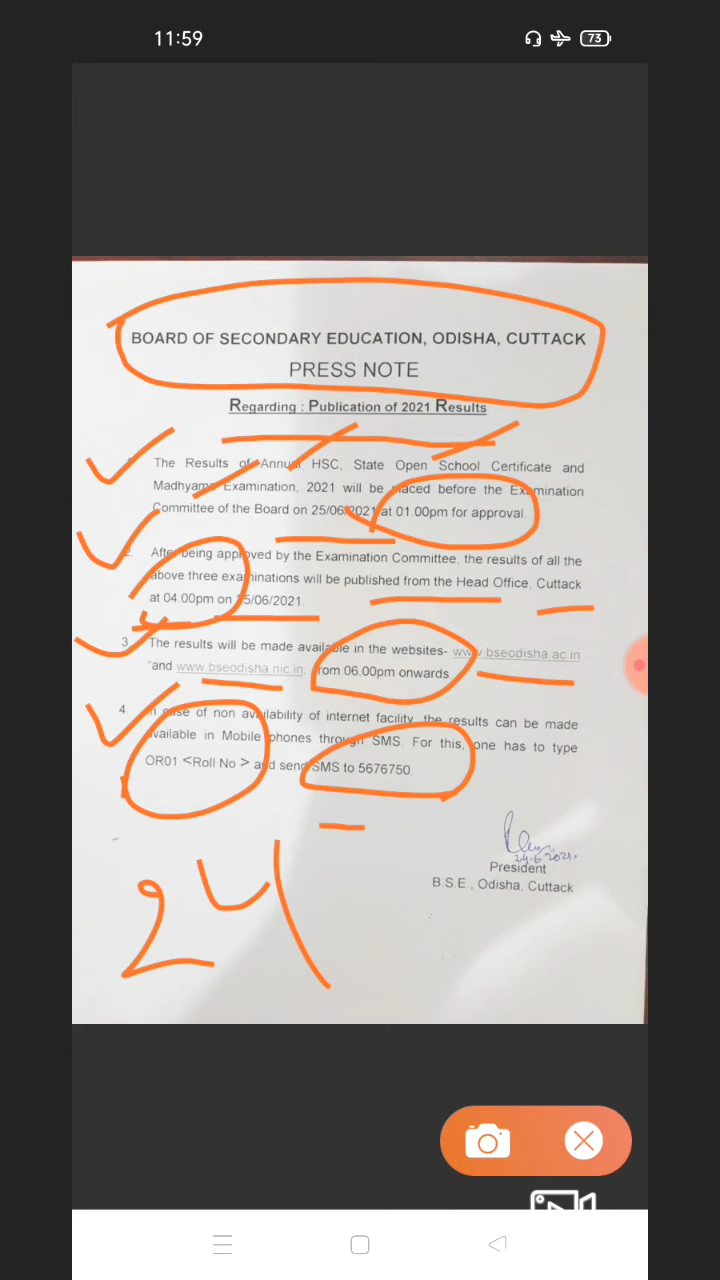 11:59
73
BOARD OF SECONDARY EDUCATION, ODISHA, CUTTACK
PRESS NOTE
Regarding : Publication of 2021 Results
The Results of Annual HSC, State Open School Certificate and
Madhyama Examination, 2021 will be placed before the Examination
Committee of the Board on 25/06/2021 at 01.00pm for approval.
2. After being approved by the Examination Committee, the results of all the
above three examinations will be published from the Head Office, Cuttack
at 04.00pm on 25/06/2021.
3. The results will be made available in the websites- www.bseodisha.ac.in
"and www.bseodisha.nic.in, from 06.00pm onwards
4. In case of non availability of internet facility, the results can be made
available in Mobile phones through SMS. For this, one has to type
OR01 <Roll No > and send SMS to 5676750.
24.6.2021.
President
B.S.E., Odisha, Cuttack
24